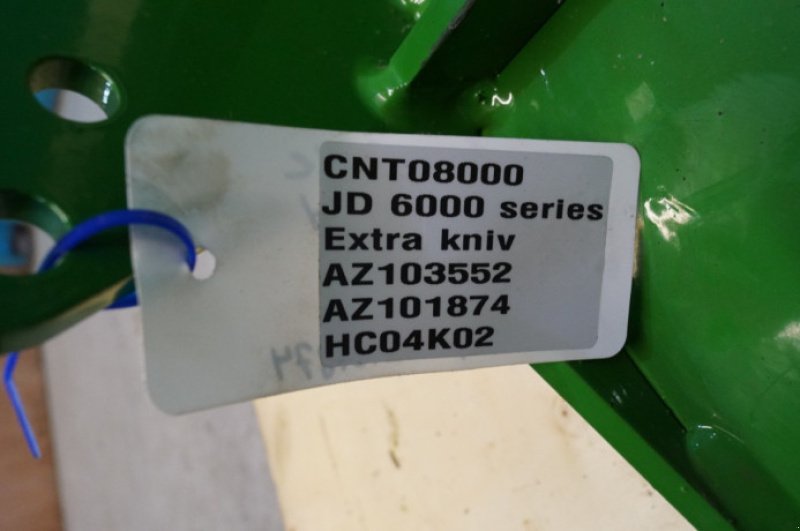 CNT08000
JD 6000 series
Extra kniv
AZ103552
AZ101874
HC04K02